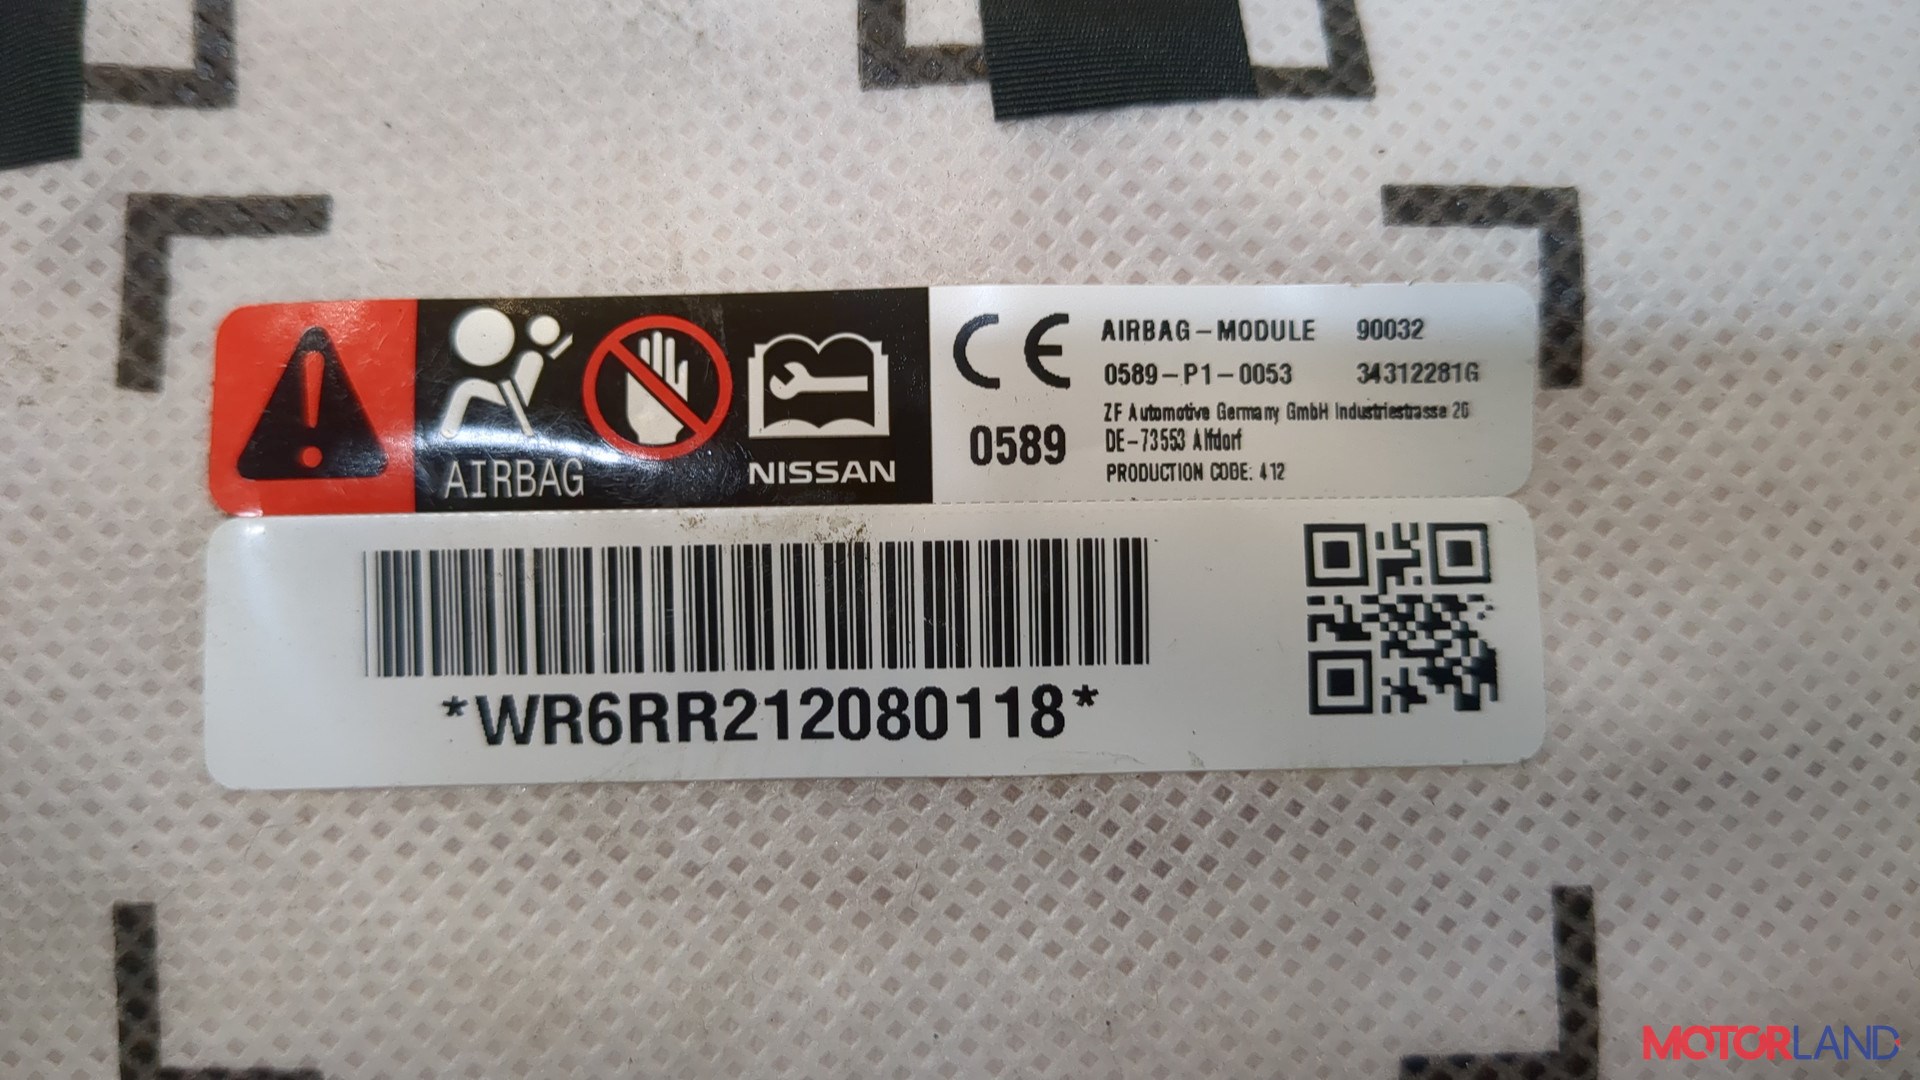 AIRBAG
NISSAN
CE
0589
AIRBAG-MODULE 90032
0589-P1-0053 34312281G
ZF Automotive Germany GmbH Industriestrasse 20
DE-73553 Alfdorf
PRODUCTION CODE: 412
*WR6RR212080118*
MOTORLAND